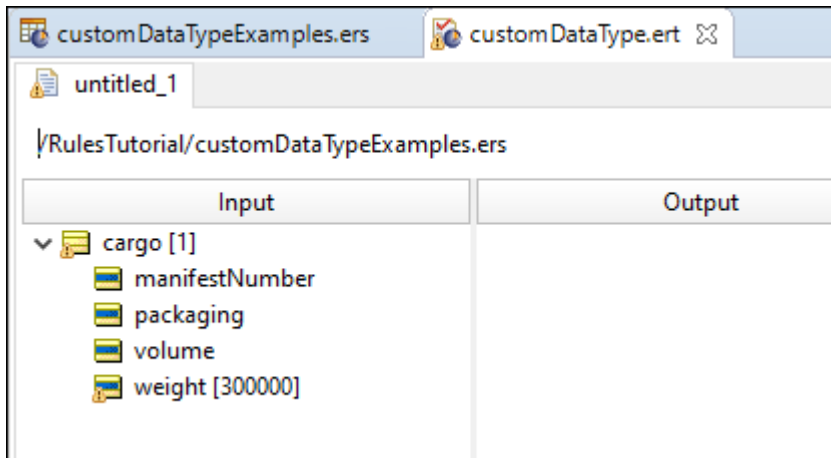 customDataTypeExamples.ers customDataType.ert
untitled_1
/RulesTutorial/customDataTypeExamples.ers
Input Output
cargo [1]
manifestNumber
packaging
volume
weight [300000]